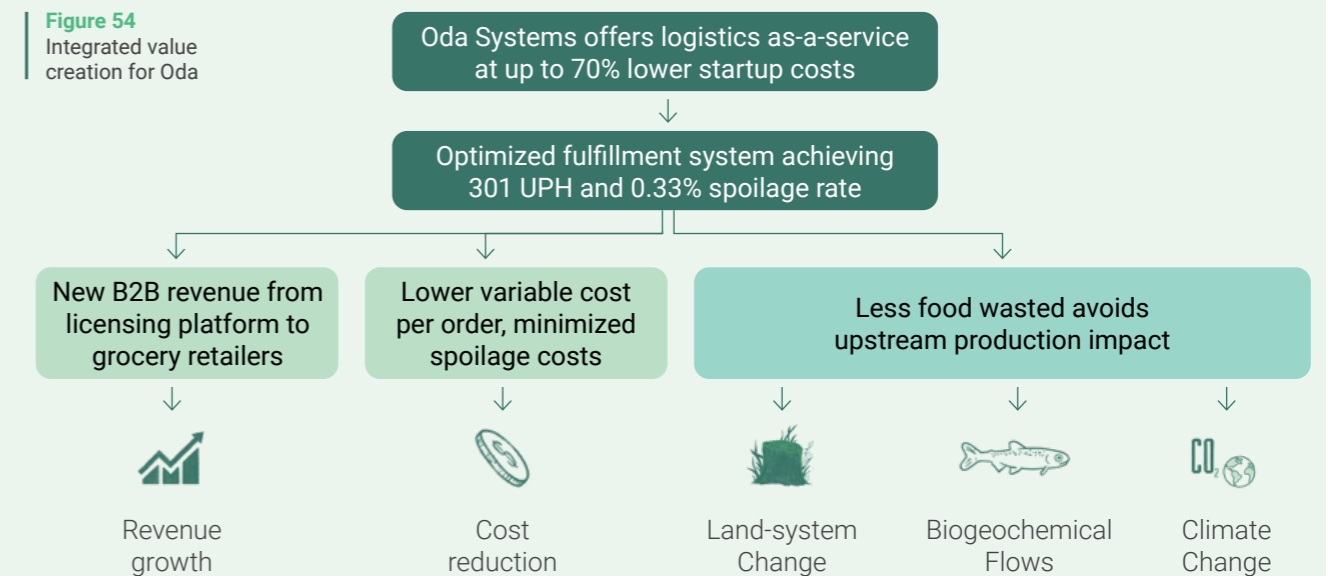 Figure 54
Integrated value
creation for Oda
Oda Systems offers logistics as-a-service
at up to 70% lower startup costs
Optimized fulfillment system achieving
301 UPH and 0.33% spoilage rate
New B2B revenue from
licensing platform to
grocery retailers
Lower variable cost
per order, minimized
spoilage costs
Less food wasted avoids
upstream production impact
CO₂
Revenue
growth
Cost
reduction
Land-system
Change
Biogeochemical
Flows
Climate
Change